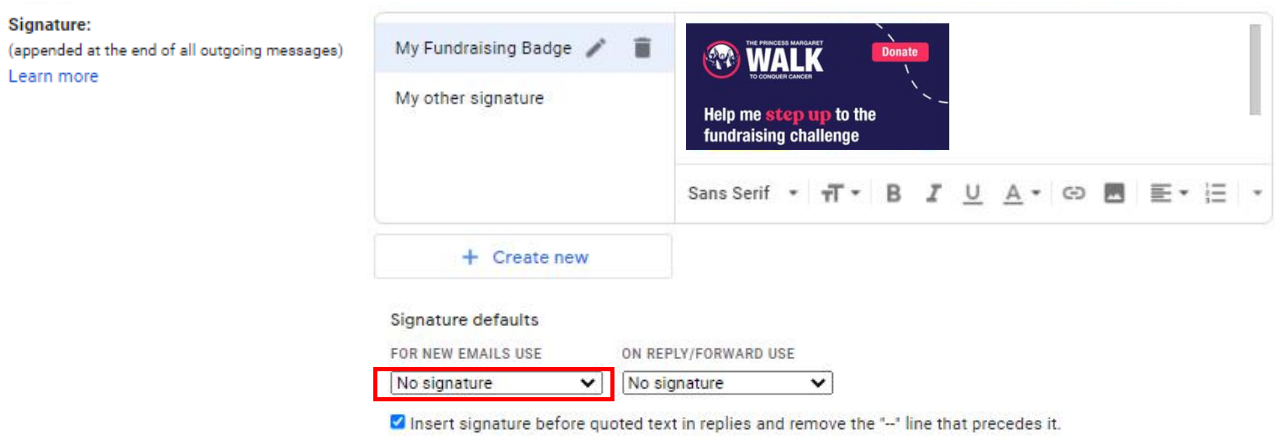 Signature:
(appended at the end of all outgoing messages)
Learn more
My Fundraising Badge
My other signature
THE PRINCESS MARGARET
WALK
TO CONQUER CANCER
Donate
Help me step up to the
fundraising challenge
Sans Serif
B I U A
+ Create new
Signature defaults
FOR NEW EMAILS USE
ON REPLY/FORWARD USE
No signature
No signature
Insert signature before quoted text in replies and remove the "--" line that precedes it.